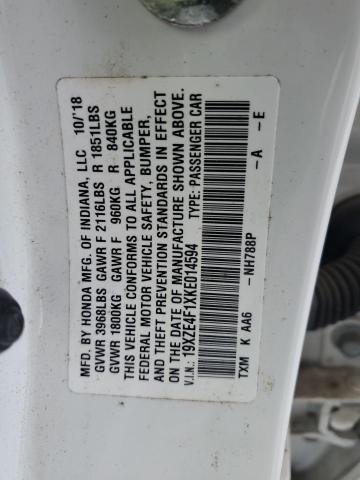 MFD. BY HONDA MFG. OF INDIANA, LLC 10/'18
GVWR 3968LBS GAWR F 2116LBS R 1851LBS
GVWR 1800KG GAWR F 960KG R 840KG
THIS VEHICLE CONFORMS TO ALL APPLICABLE
FEDERAL MOTOR VEHICLE SAFETY, BUMPER,
AND THEFT PREVENTION STANDARDS IN EFFECT
ON THE DATE OF MANUFACTURE SHOWN ABOVE.
V.I.N.: 19XZE4F1XKE014594 TYPE: PASSENGER CAR
-NH788P -A -E
TXM K AA6